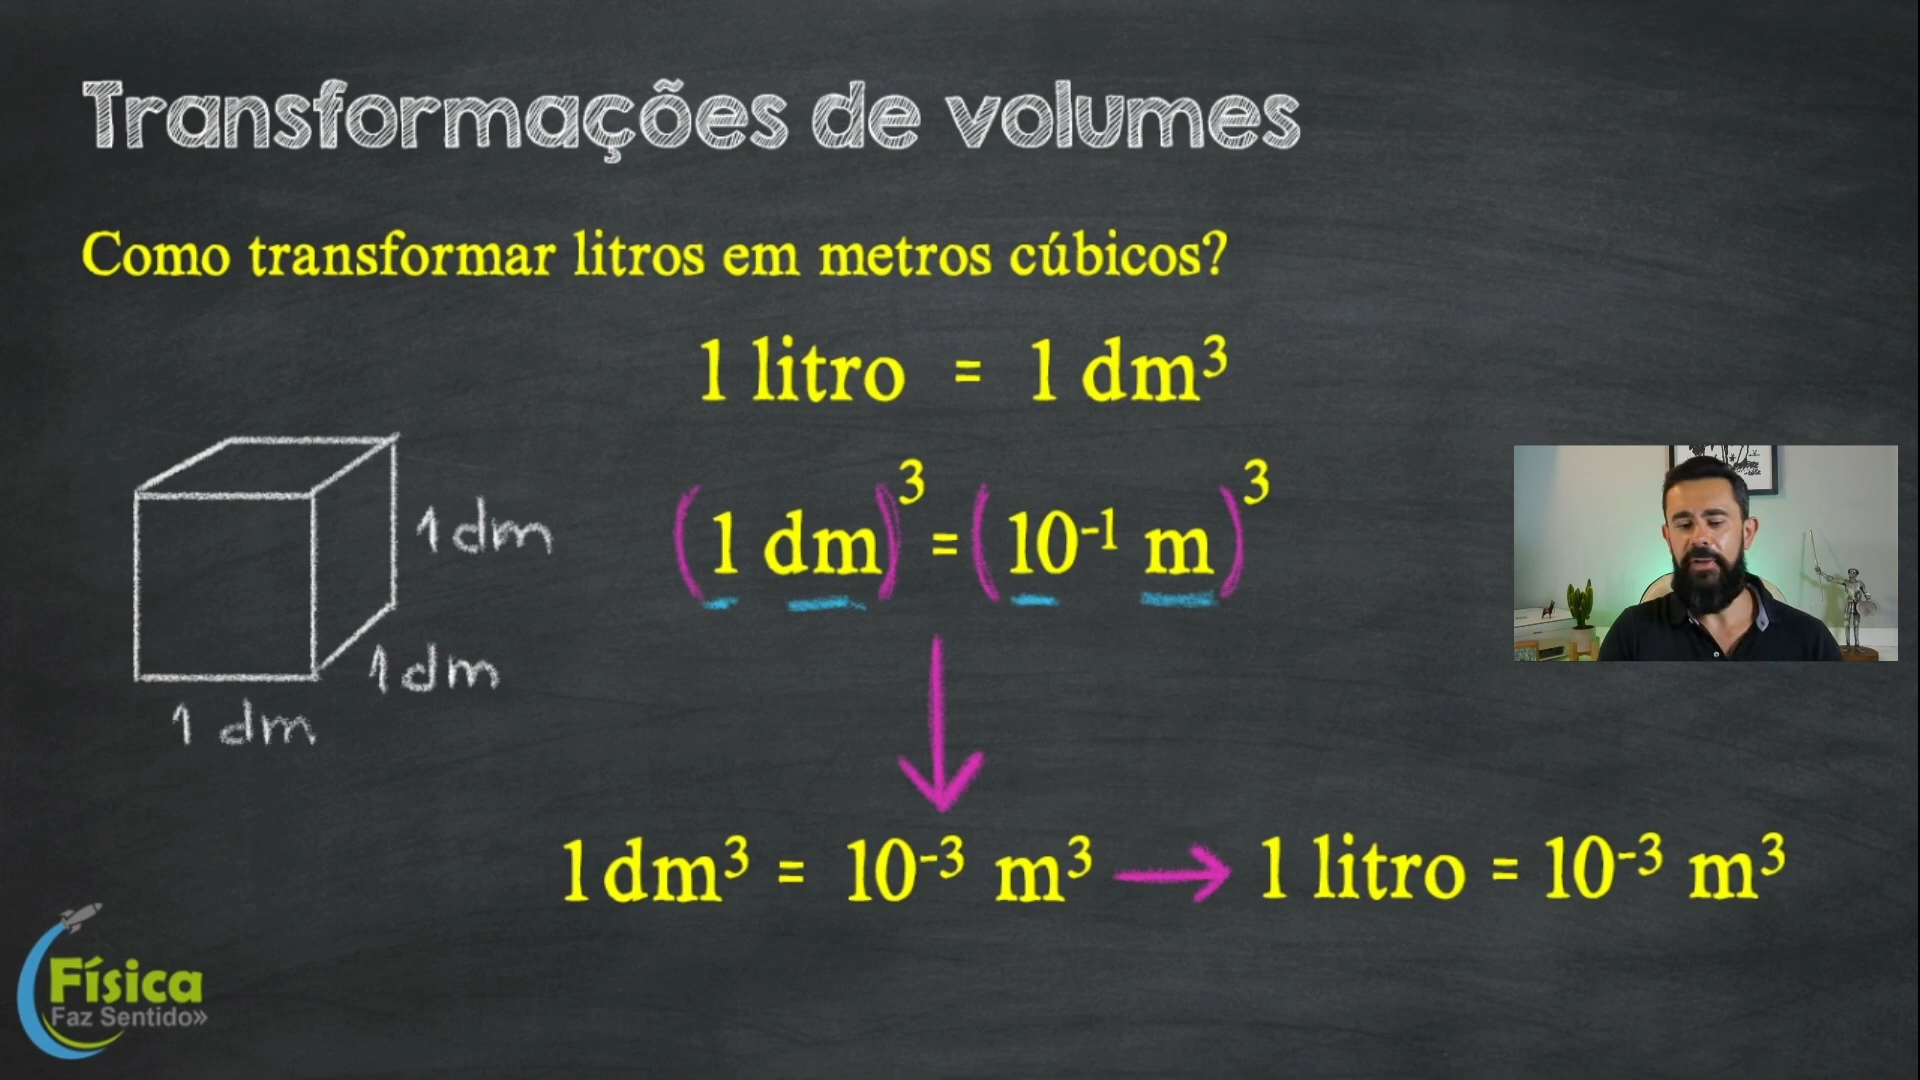 Transformações de volumes
Como transformar litros em metros cúbicos?
1 litro = 1 dm³
1 dm
1 dm
1 dm
(1 dm)³ = (10⁻¹ m)³
1 dm³ = 10⁻³ m³ → 1 litro = 10⁻³ m³
Física
Faz Sentido»